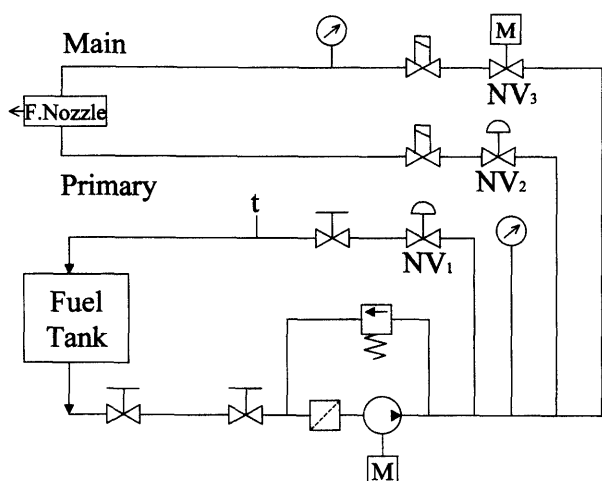 Main
M
NV₃
F.Nozzle
NV₂
Primary
t
NV₁
Fuel
Tank
M